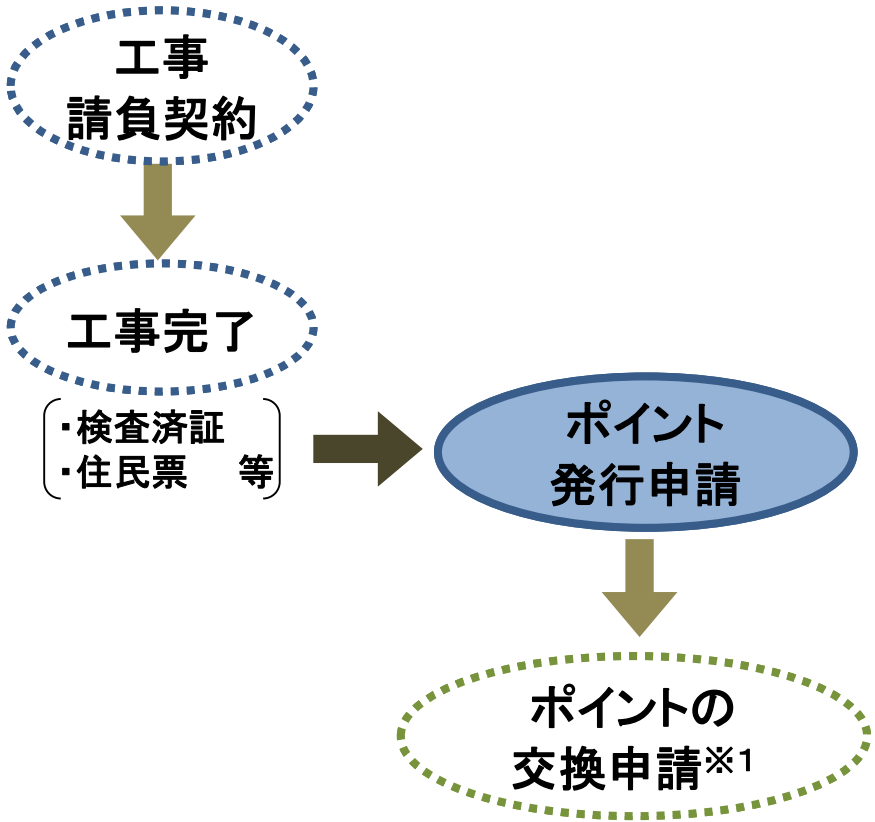 工事
請負契約
工事完了
・検査済証
・住民票　等
ポイント
発行申請
ポイントの
交換申請※1